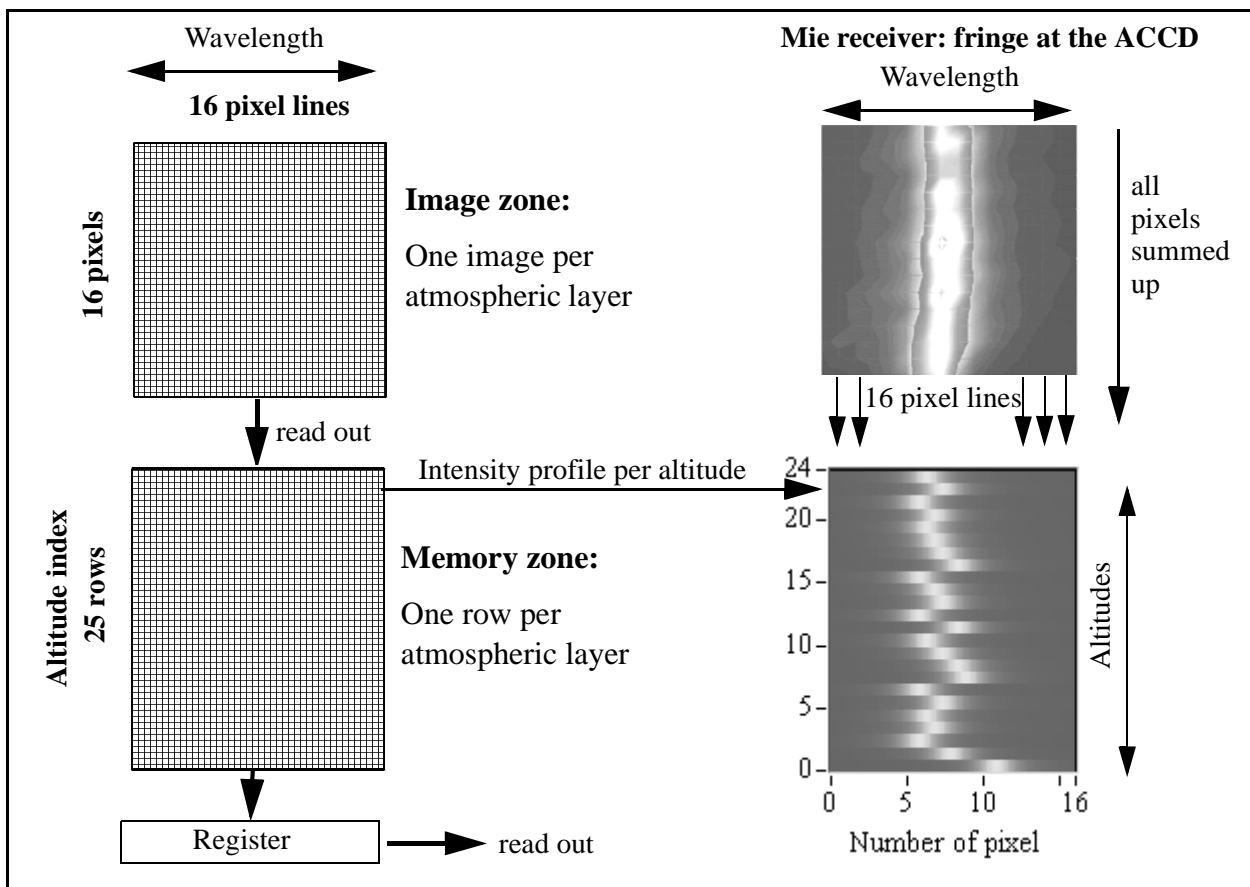 Wavelength
16 pixel lines
16 pixels
Image zone:
One image per
atmospheric layer
read out
Altitude index
25 rows
Memory zone:
One row per
atmospheric layer
Register
read out
Intensity profile per altitude
Mie receiver: fringe at the ACCD
Wavelength
all
pixels
summed
up
16 pixel lines
24
20
15
10
5
0
0 5 10 16
Number of pixel
Altitudes